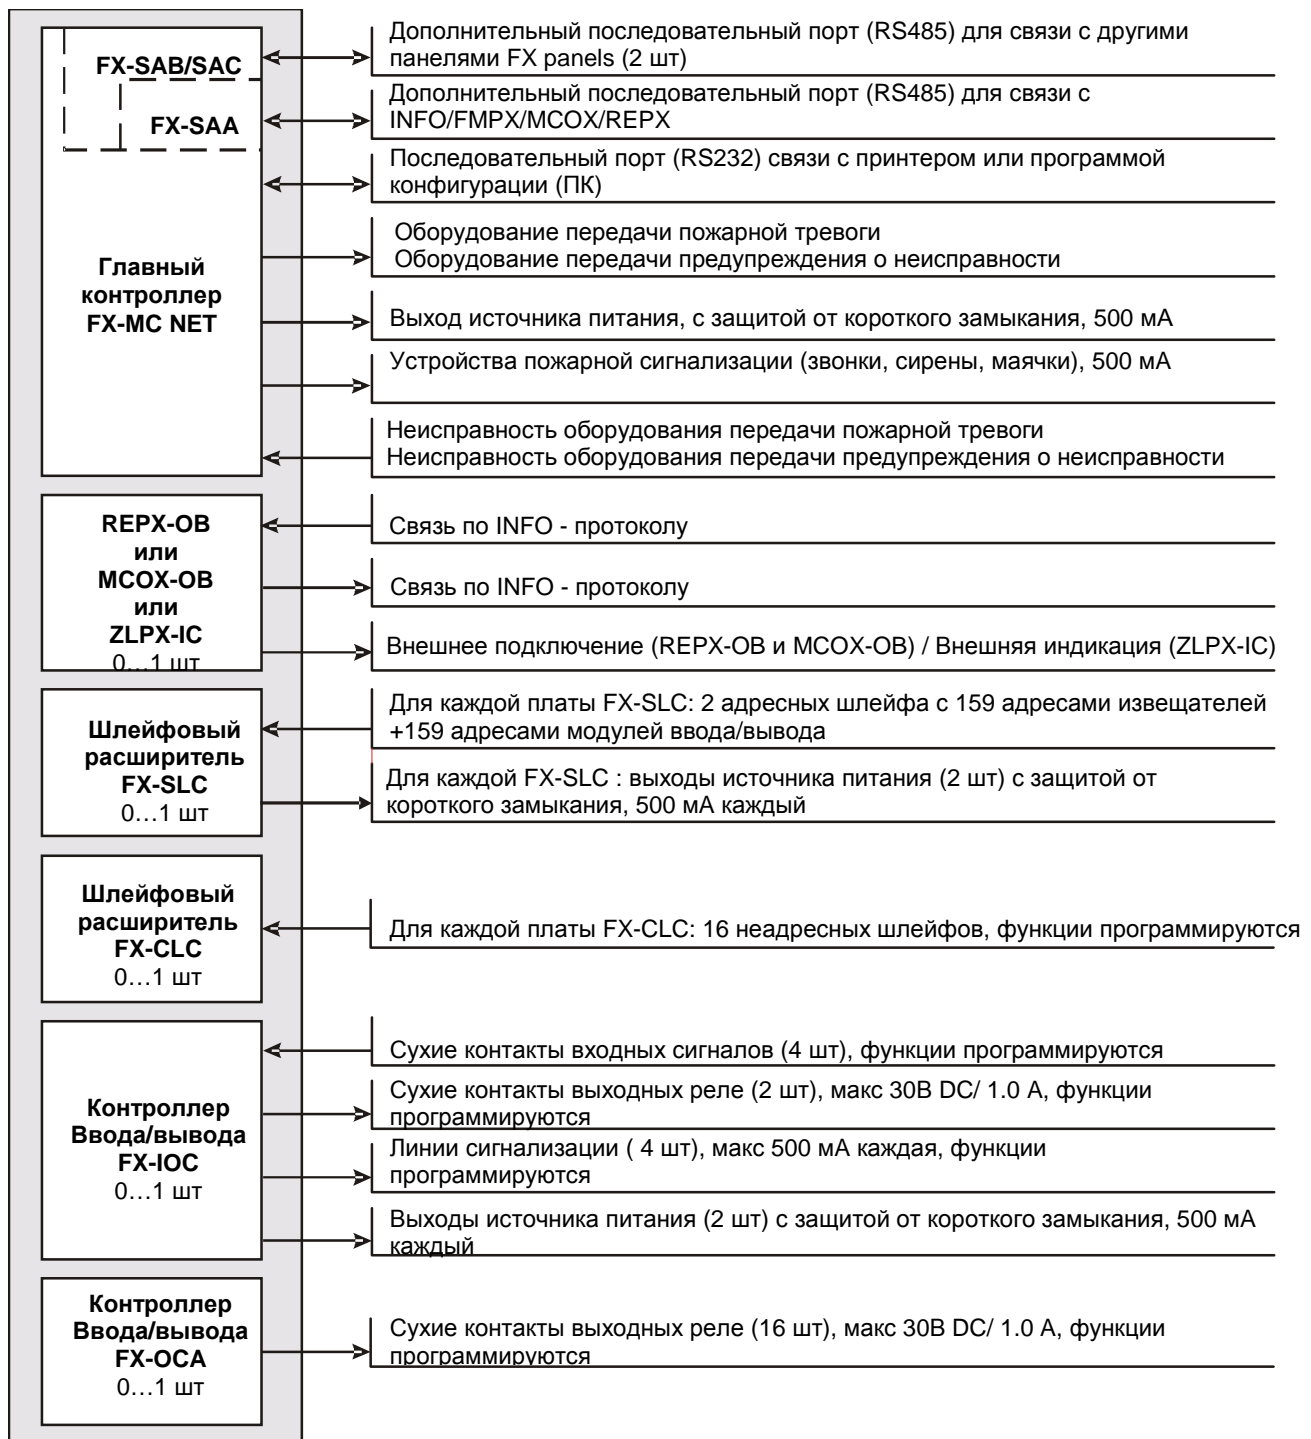 FX-SAB/SAC
FX-SAA
Главный
контроллер
FX-MC NET
Дополнительный последовательный порт (RS485) для связи с другими
панелями FX panels (2 шт)
Дополнительный последовательный порт (RS485) для связи с
INFO/FMPX/MCOX/REPX
Последовательный порт (RS232) связи с принтером или программой
конфигурации (ПК)
Оборудование передачи пожарной тревоги
Оборудование передачи предупреждения о неисправности
Выход источника питания, с защитой от короткого замыкания, 500 мА
Устройства пожарной сигнализации (звонки, сирены, маячки), 500 мА
Неисправность оборудования передачи пожарной тревоги
Неисправность оборудования передачи предупреждения о неисправности
REPX-OB
или
MCOX-OB
или
ZLPX-IC
0…1 шт
Связь по INFO - протоколу
Связь по INFO - протоколу
Внешнее подключение (REPX-OB и MCOX-OB) / Внешняя индикация (ZLPX-IC)
Шлейфовый
расширитель
FX-SLC
0…1 шт
Для каждой платы FX-SLC: 2 адресных шлейфа с 159 адресами извещателей
+159 адресами модулей ввода/вывода
Для каждой FX-SLC : выходы источника питания (2 шт) с защитой от
короткого замыкания, 500 мА каждый
Шлейфовый
расширитель
FX-CLC
0…1 шт
Для каждой платы FX-CLC: 16 неадресных шлейфов, функции программируются
Контроллер
Ввода/вывода
FX-IOC
0…1 шт
Сухие контакты входных сигналов (4 шт), функции программируются
Сухие контакты выходных реле (2 шт), макс 30В DC/ 1.0 А, функции
программируются
Линии сигнализации ( 4 шт), макс 500 мА каждая, функции
программируются
Выходы источника питания (2 шт) с защитой от короткого замыкания, 500 мА
каждый
Контроллер
Ввода/вывода
FX-OCA
0…1 шт
Сухие контакты выходных реле (16 шт), макс 30В DC/ 1.0 А, функции
программируются